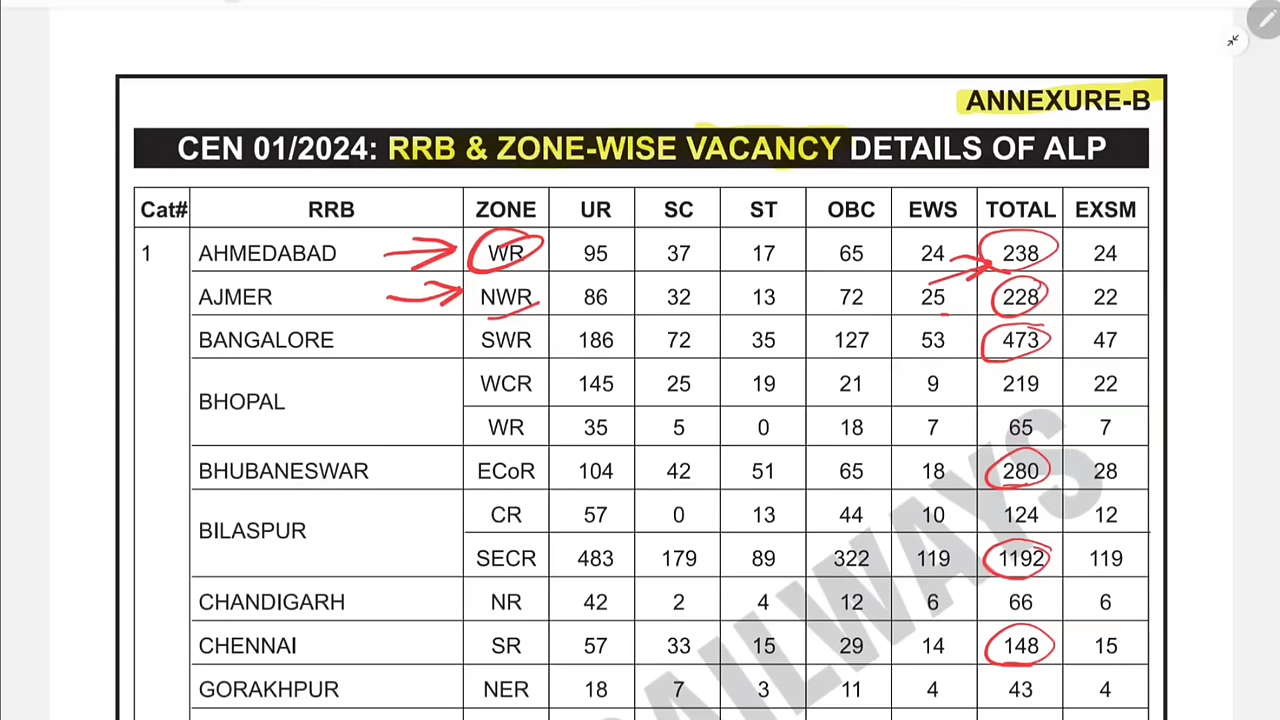 ANNEXURE-B
CEN 01/2024: RRB & ZONE-WISE VACANCY DETAILS OF ALP
Cat# RRB ZONE UR SC ST OBC EWS TOTAL EXSM
1 AHMEDABAD WR 95 37 17 65 24 238 24
AJMER NWR 86 32 13 72 25 228 22
BANGALORE SWR 186 72 35 127 53 473 47
BHOPAL WCR 145 25 19 21 9 219 22
WR 35 5 0 18 7 65 7
BHUBANESWAR ECoR 104 42 51 65 18 280 28
BILASPUR CR 57 0 13 44 10 124 12
SECR 483 179 89 322 119 1192 119
CHANDIGARH NR 42 2 4 12 6 66 6
CHENNAI SR 57 33 15 29 14 148 15
GORAKHPUR NER 18 7 3 11 4 43 4
AILWAYS